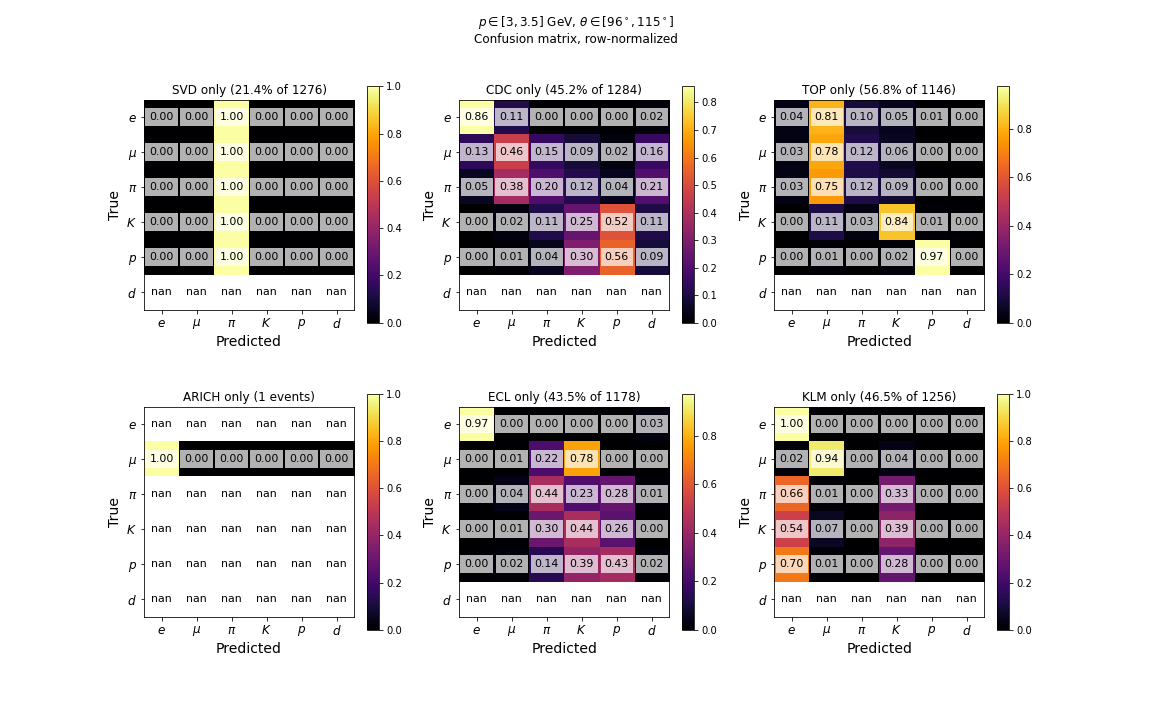 p ∈ [3, 3.5] GeV, θ ∈ [96°, 115°]
Confusion matrix, row-normalized
SVD only (21.4% of 1276)
True
e 0.00 0.00 1.00 0.00 0.00 0.00
μ 0.00 0.00 1.00 0.00 0.00 0.00
π 0.00 0.00 1.00 0.00 0.00 0.00
K 0.00 0.00 1.00 0.00 0.00 0.00
p 0.00 0.00 1.00 0.00 0.00 0.00
d nan nan nan nan nan nan
e μ π K p d
Predicted
1.0
0.8
0.6
0.4
0.2
0.0
CDC only (45.2% of 1284)
True
e 0.86 0.11 0.00 0.00 0.00 0.02
μ 0.13 0.46 0.15 0.09 0.02 0.16
π 0.05 0.38 0.20 0.12 0.04 0.21
K 0.00 0.02 0.11 0.25 0.52 0.11
p 0.00 0.01 0.04 0.30 0.56 0.09
d nan nan nan nan nan nan
e μ π K p d
Predicted
0.8
0.7
0.6
0.5
0.4
0.3
0.2
0.1
0.0
TOP only (56.8% of 1146)
True
e 0.04 0.81 0.10 0.05 0.01 0.00
μ 0.03 0.78 0.12 0.06 0.00 0.00
π 0.03 0.75 0.12 0.09 0.00 0.00
K 0.00 0.11 0.03 0.84 0.01 0.00
p 0.00 0.01 0.00 0.02 0.97 0.00
d nan nan nan nan nan nan
e μ π K p d
Predicted
0.8
0.6
0.4
0.2
0.0
ARICH only (1 events)
True
e nan nan nan nan nan nan
μ 1.00 0.00 0.00 0.00 0.00 0.00
π nan nan nan nan nan nan
K nan nan nan nan nan nan
p nan nan nan nan nan nan
d nan nan nan nan nan nan
e μ π K p d
Predicted
1.0
0.8
0.6
0.4
0.2
0.0
ECL only (43.5% of 1178)
True
e 0.97 0.00 0.00 0.00 0.00 0.03
μ 0.00 0.01 0.22 0.78 0.00 0.00
π 0.00 0.04 0.44 0.23 0.28 0.01
K 0.00 0.01 0.30 0.44 0.26 0.00
p 0.00 0.02 0.14 0.39 0.43 0.02
d nan nan nan nan nan nan
e μ π K p d
Predicted
0.8
0.6
0.4
0.2
0.0
KLM only (46.5% of 1256)
True
e 1.00 0.00 0.00 0.00 0.00 0.00
μ 0.02 0.94 0.00 0.04 0.00 0.00
π 0.66 0.01 0.00 0.33 0.00 0.00
K 0.54 0.07 0.00 0.39 0.00 0.00
p 0.70 0.01 0.00 0.28 0.00 0.00
d nan nan nan nan nan nan
e μ π K p d
Predicted
1.0
0.8
0.6
0.4
0.2
0.0